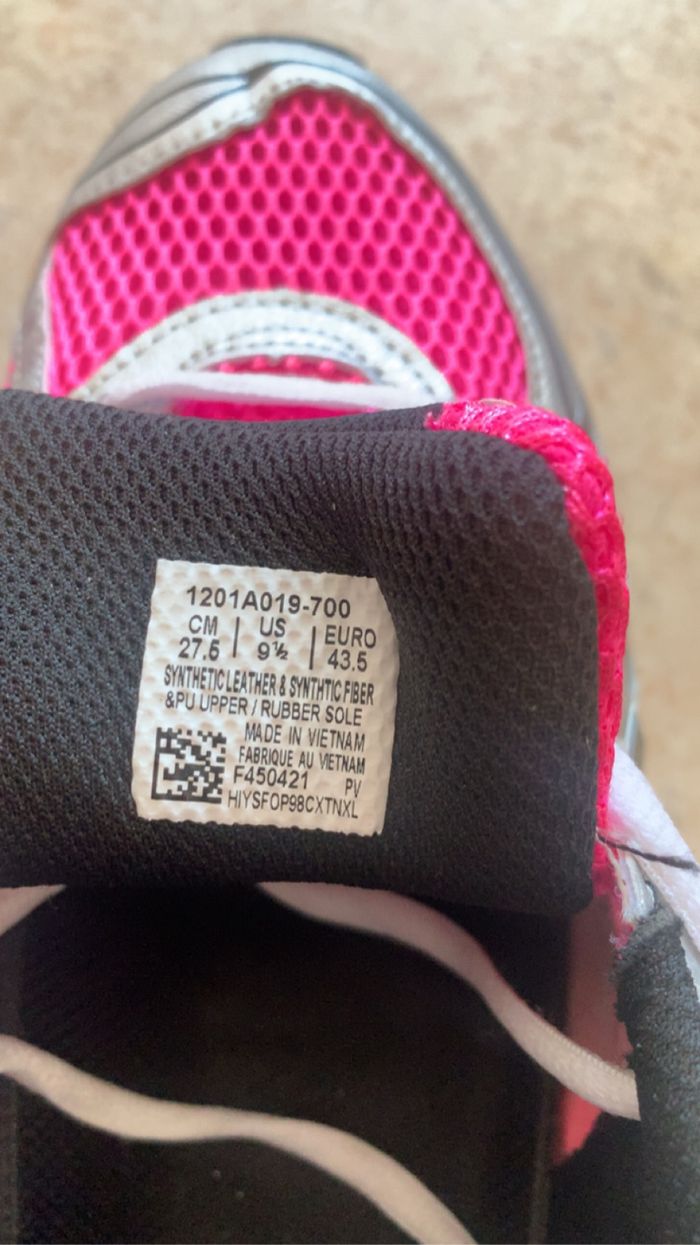 1201A019-700
CM | US | EURO
27.5 | 9½ | 43.5
SYNTHETIC LEATHER & SYNTHTIC FIBER
&PU UPPER / RUBBER SOLE
MADE IN VIETNAM
FABRIQUE AU VIETNAM
F450421 PV
HIYSFOP98CXTNXL